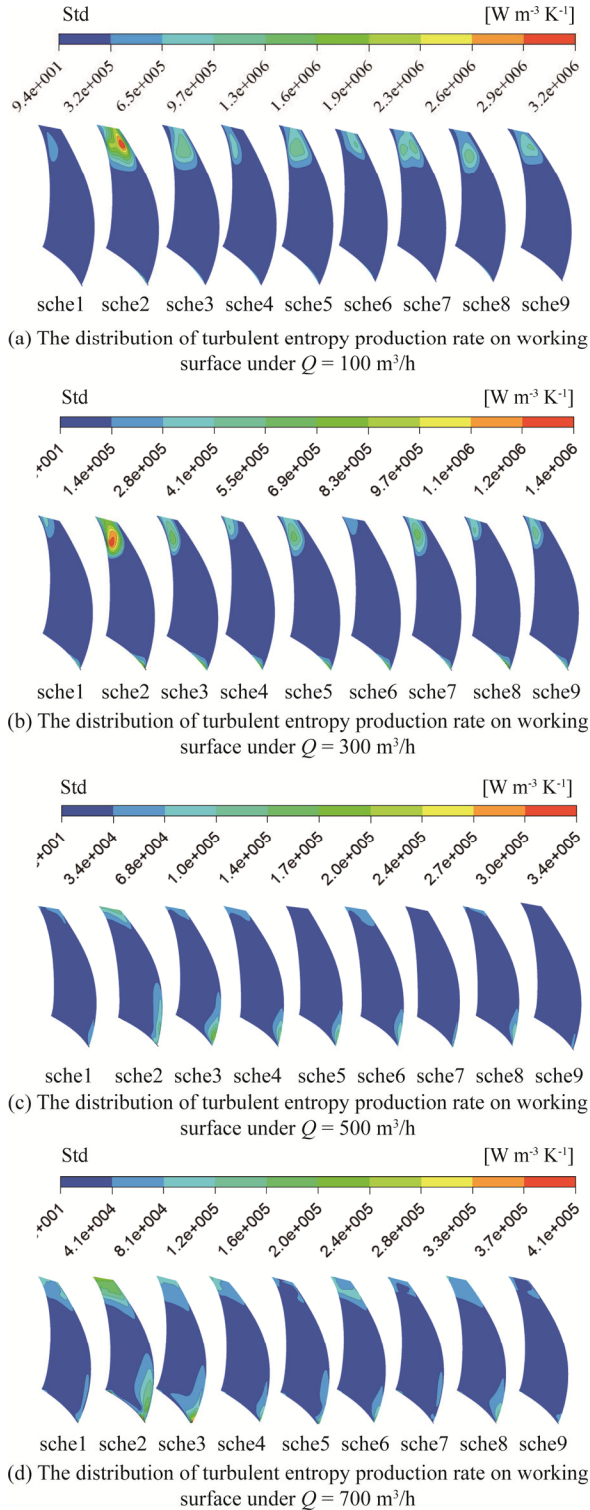 Std [W m⁻³ K⁻¹]
9.4e+001 3.2e+005 6.5e+005 9.7e+005 1.3e+006 1.6e+006 1.9e+006 2.3e+006 2.6e+006 2.9e+006 3.2e+006
sche1 sche2 sche3 sche4 sche5 sche6 sche7 sche8 sche9
(a) The distribution of turbulent entropy production rate on working
surface under Q = 100 m³/h
Std [W m⁻³ K⁻¹]
e+001 1.4e+005 2.8e+005 4.1e+005 5.5e+005 6.9e+005 8.3e+005 9.7e+005 1.1e+006 1.2e+006 1.4e+006
sche1 sche2 sche3 sche4 sche5 sche6 sche7 sche8 sche9
(b) The distribution of turbulent entropy production rate on working
surface under Q = 300 m³/h
Std [W m⁻³ K⁻¹]
e+001 3.4e+004 6.8e+004 1.0e+005 1.4e+005 1.7e+005 2.0e+005 2.4e+005 2.7e+005 3.0e+005 3.4e+005
sche1 sche2 sche3 sche4 sche5 sche6 sche7 sche8 sche9
(c) The distribution of turbulent entropy production rate on working
surface under Q = 500 m³/h
Std [W m⁻³ K⁻¹]
e+001 4.1e+004 8.1e+004 1.2e+005 1.6e+005 2.0e+005 2.4e+005 2.8e+005 3.3e+005 3.7e+005 4.1e+005
sche1 sche2 sche3 sche4 sche5 sche6 sche7 sche8 sche9
(d) The distribution of turbulent entropy production rate on working
surface under Q = 700 m³/h